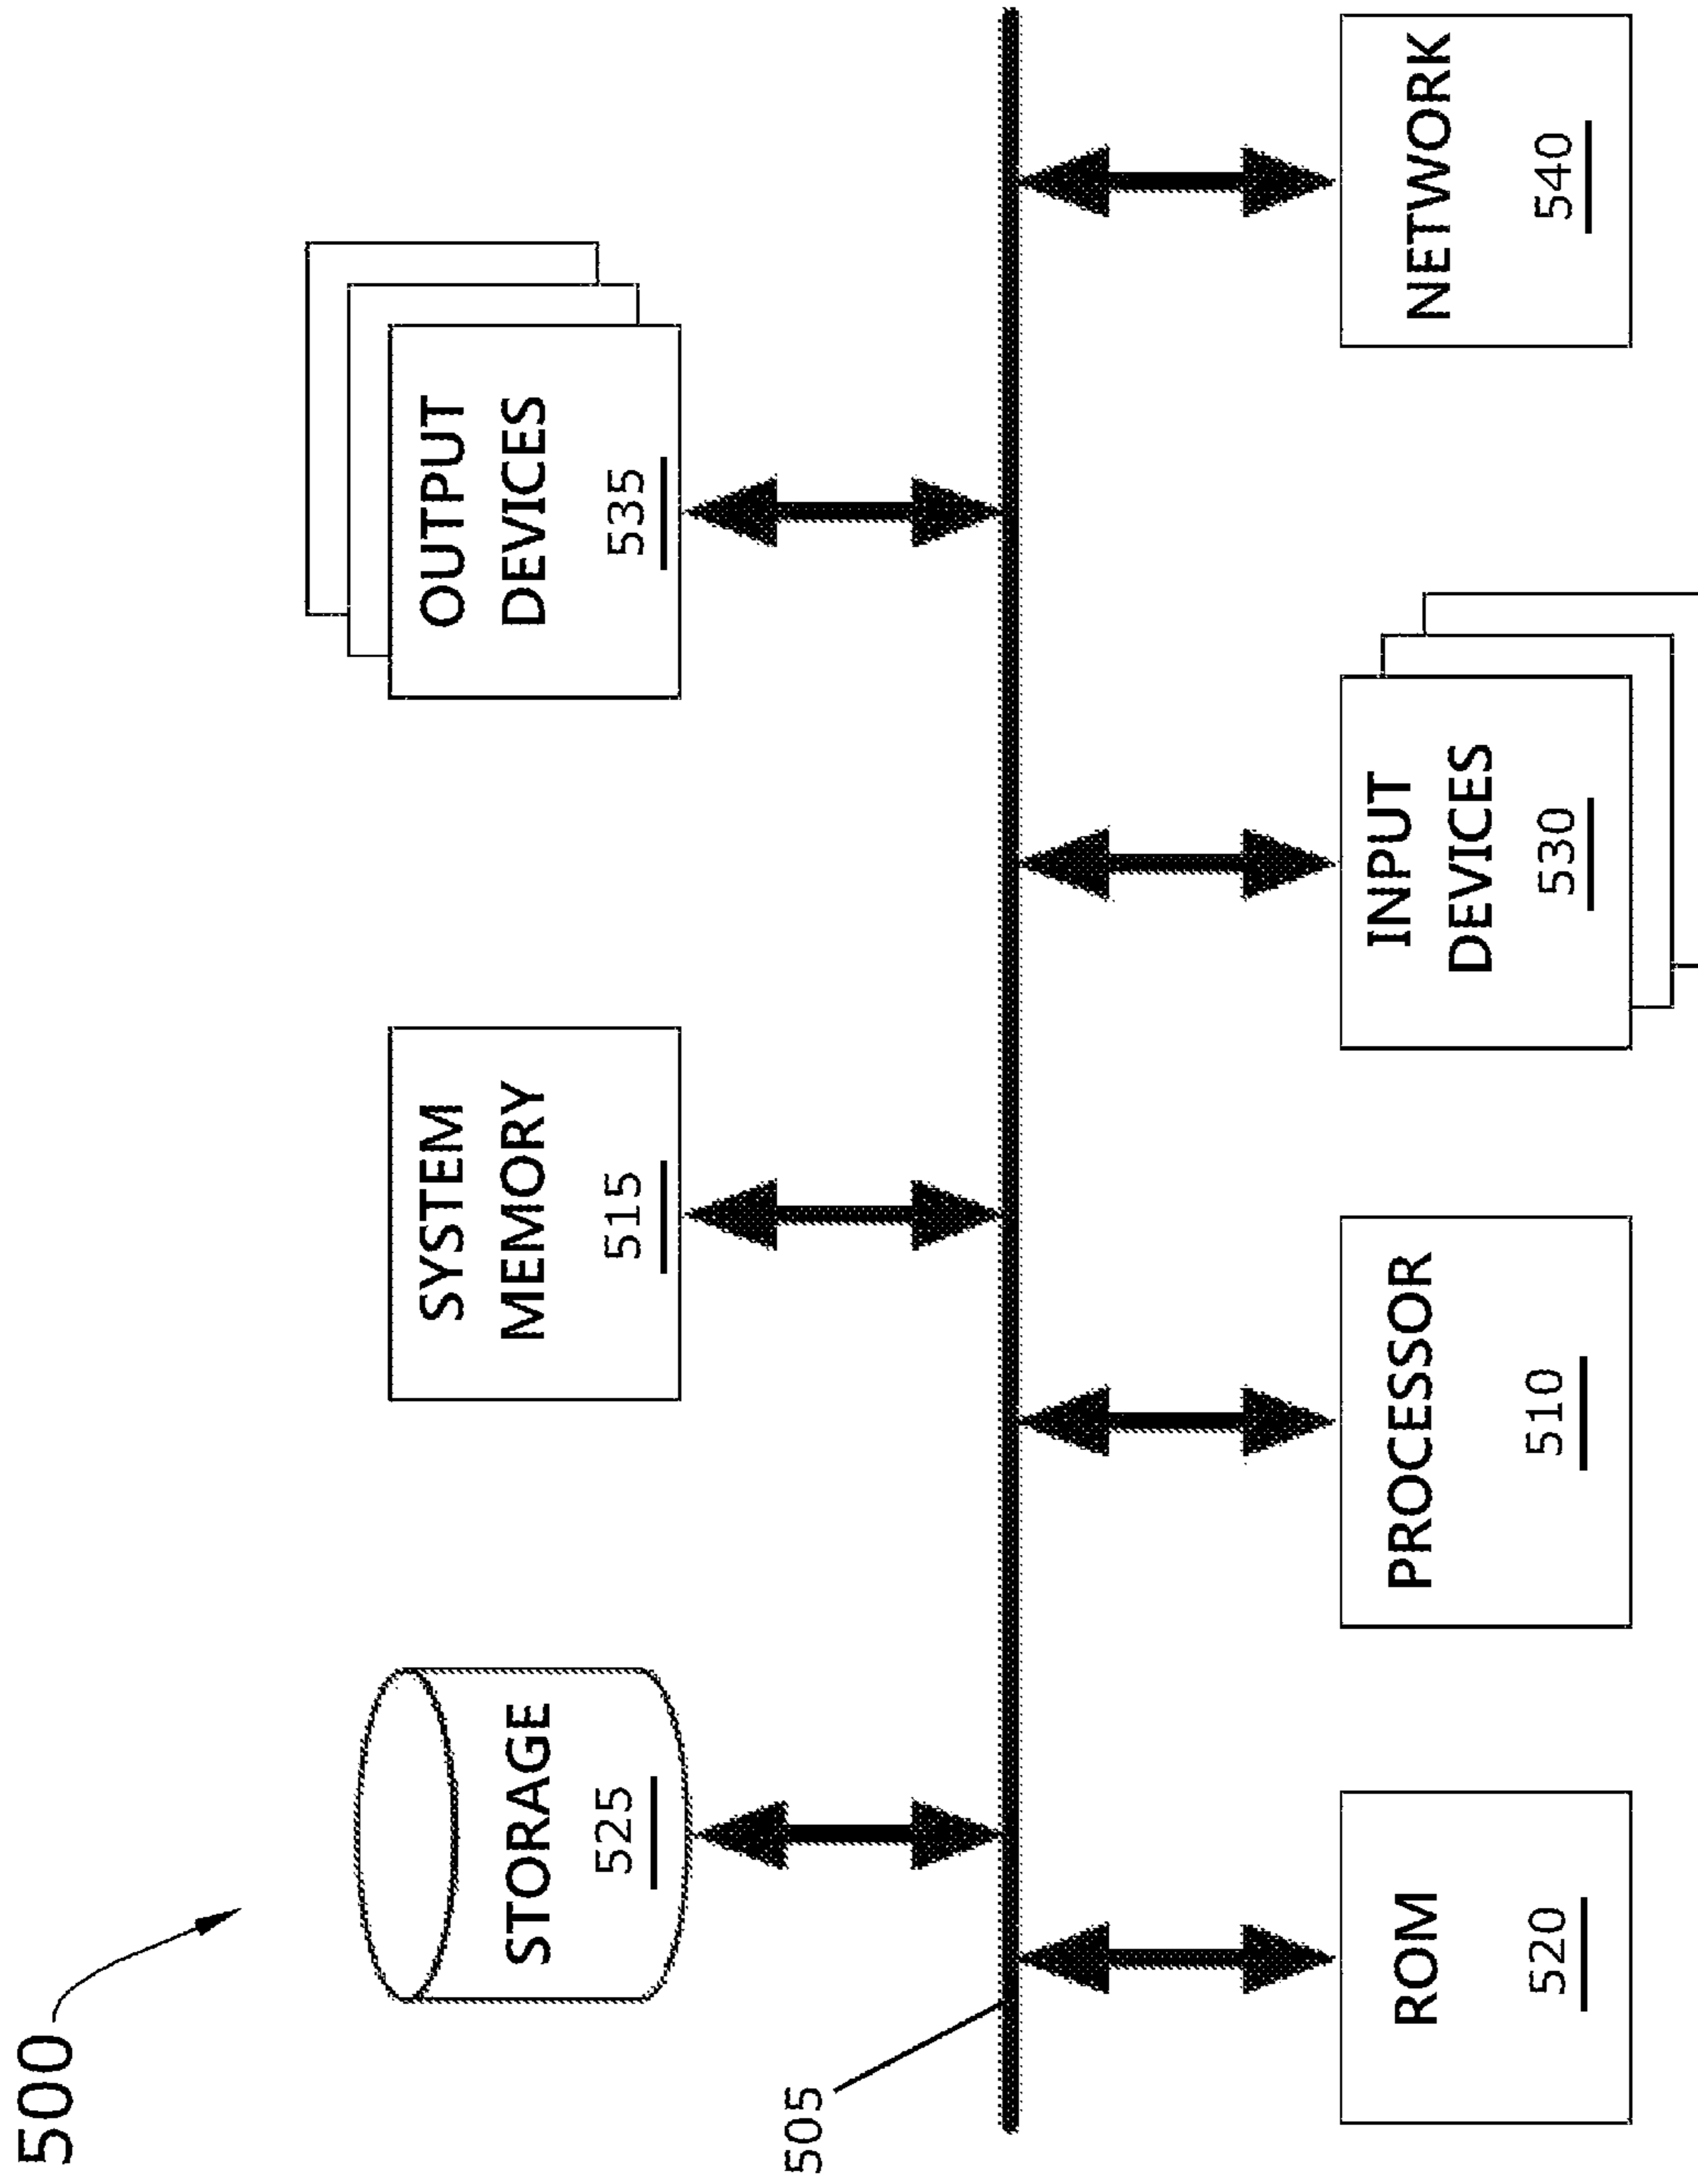 500
STORAGE
525
SYSTEM
MEMORY
515
OUTPUT
DEVICES
535
505
ROM
520
PROCESSOR
510
INPUT
DEVICES
530
NETWORK
540